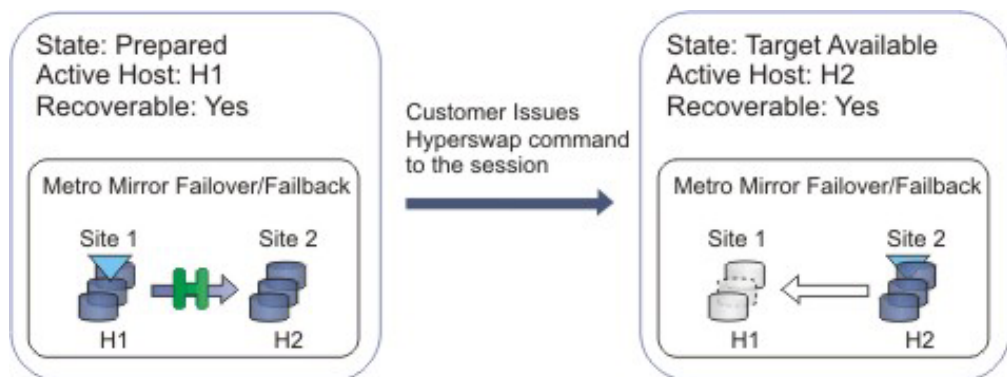 State: Prepared
Active Host: H1
Recoverable: Yes
Metro Mirror Failover/Failback
Site 1
Site 2
H
H1
H2
Customer Issues
Hyperswap command
to the session
State: Target Available
Active Host: H2
Recoverable: Yes
Metro Mirror Failover/Failback
Site 1
Site 2
H1
H2